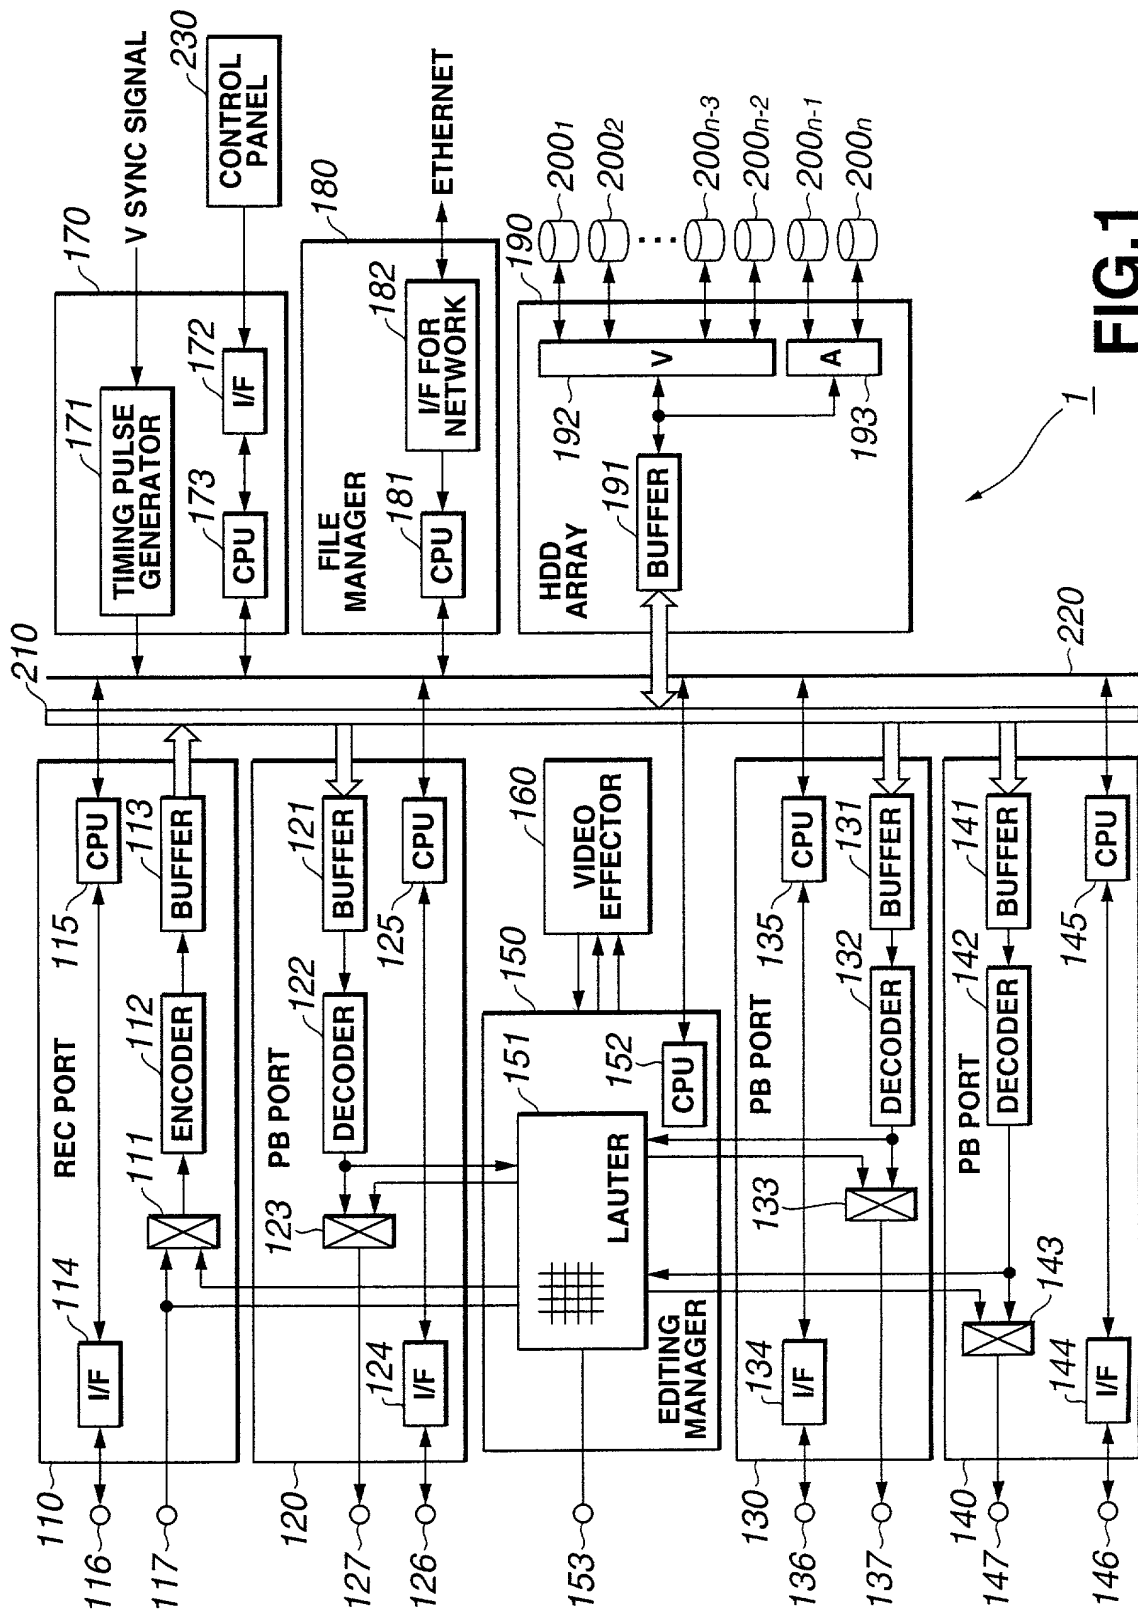 FIG.1
1
110
REC PORT
116
114
I/F
115
CPU
117
111
112
ENCODER
113
BUFFER
120
PB PORT
127
123
122
DECODER
121
BUFFER
126
124
I/F
125
CPU
153
EDITING
MANAGER
150
151
LAUTER
152
CPU
160
VIDEO
EFFECTOR
130
PB PORT
136
134
I/F
135
CPU
137
133
132
DECODER
131
BUFFER
140
PB PORT
147
143
142
DECODER
141
BUFFER
146
144
I/F
145
CPU
210
220
170
171
TIMING PULSE
GENERATOR
V SYNC SIGNAL
173
CPU
172
I/F
230
CONTROL
PANEL
180
FILE
MANAGER
181
CPU
182
I/F FOR
NETWORK
ETHERNET
190
HDD
ARRAY
191
BUFFER
192
V
193
A
200₁
200₂
200n-3
200n-2
200n-1
200n